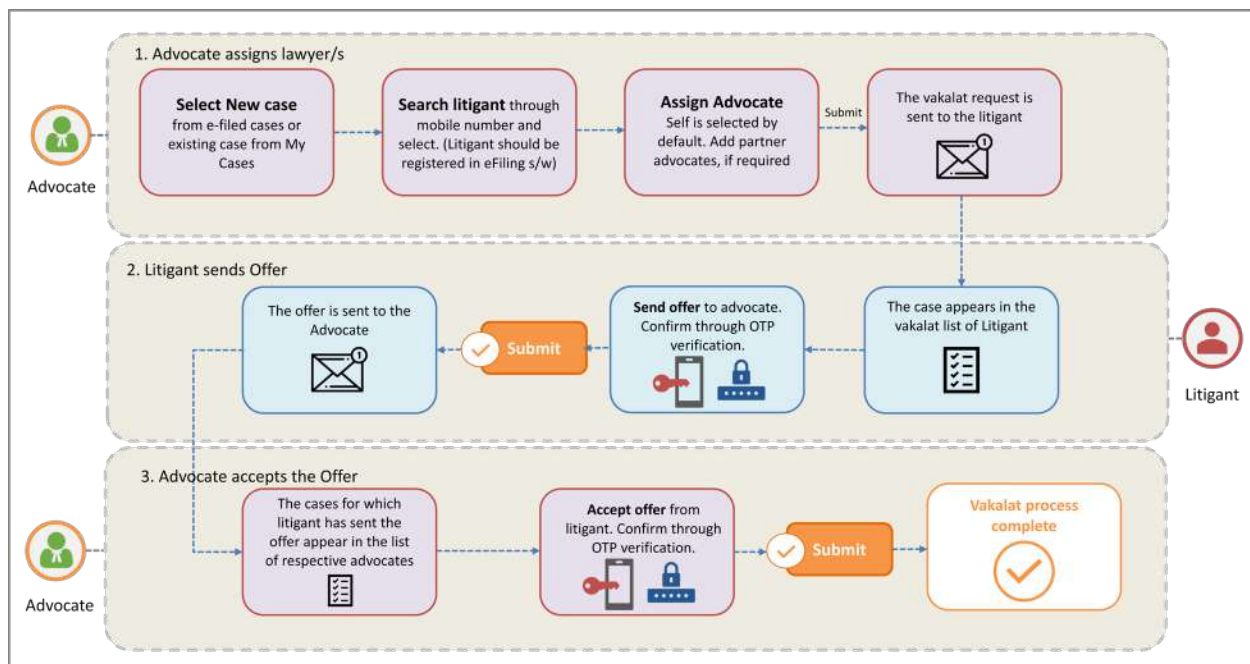 1. Advocate assigns lawyer/s
Advocate
Select New case
from e-filed cases or
existing case from My
Cases
Search litigant through
mobile number and
select. (Litigant should be
registered in eFiling s/w)
Assign Advocate
Self is selected by
default. Add partner
advocates, if required
Submit
The vakalat request is
sent to the litigant
1
2. Litigant sends Offer
Litigant
The case appears in the
vakalat list of Litigant
Send offer to advocate.
Confirm through OTP
verification.
Submit
The offer is sent to the
Advocate
1
3. Advocate accepts the Offer
Advocate
The cases for which
litigant has sent the
offer appear in the list
of respective advocates
Accept offer from
litigant. Confirm through
OTP verification.
Submit
Vakalat process
complete